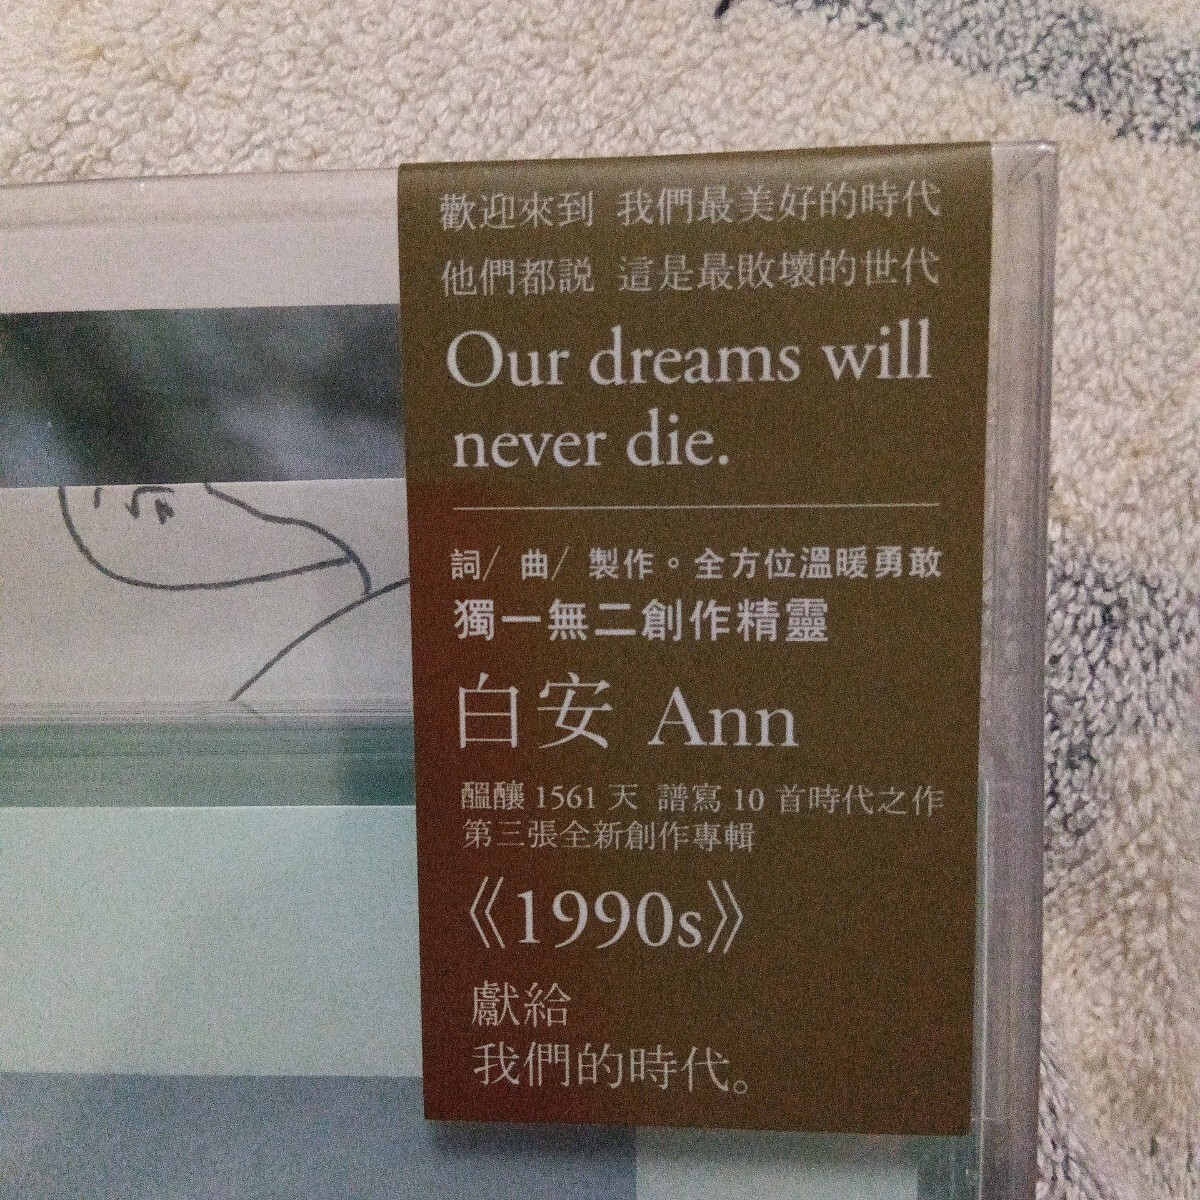 歡迎來到 我們最美好的時代
他們都説 這是最敗壞的世代
Our dreams will
never die.
詞/ 曲/ 製作。全方位溫暖勇敢
獨一無二創作精靈
白安 Ann
醞釀 1561 天 譜寫 10 首時代之作
第三張全新創作專輯
《1990s》
獻給
我們的時代。